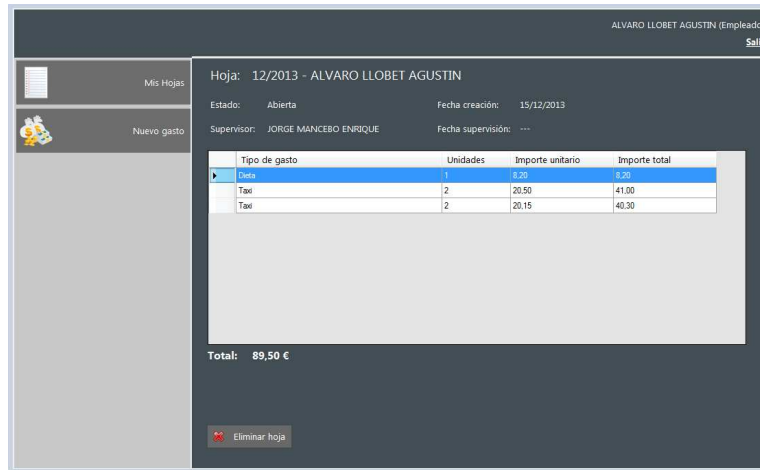 ALVARO LLOBET AGUSTIN (Empleado
Sali
Mis Hojas
Nuevo gasto
Hoja: 12/2013 - ALVARO LLOBET AGUSTIN
Estado: Abierta Fecha creación: 15/12/2013
Supervisor: JORGE MANCEBO ENRIQUE Fecha supervisión: ---
Tipo de gasto Unidades Importe unitario Importe total
Dieta 1 8,20 8,20
Taxi 2 20,50 41,00
Taxi 2 20,15 40,30
Total: 89,50 €
Eliminar hoja